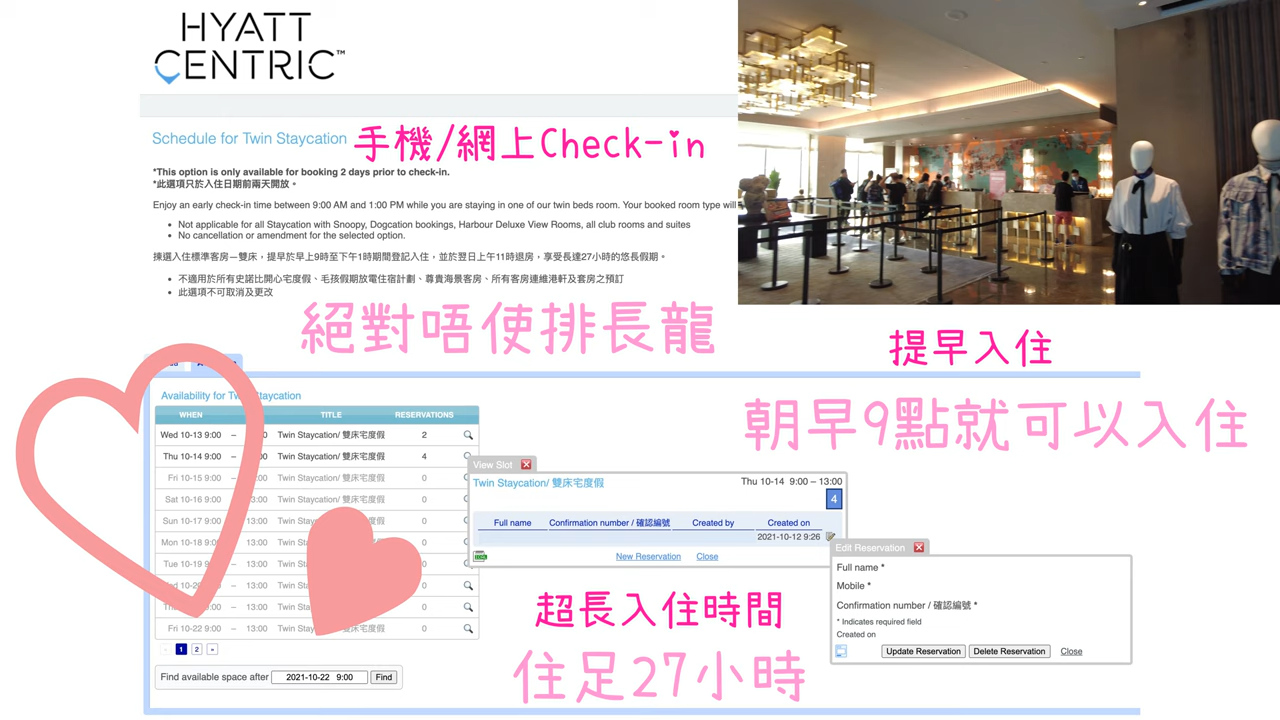 HYATT
CENTRIC™
Schedule for Twin Staycation
手機/網上Check-in
*This option is only available for booking 2 days prior to check-in.
*此選項只於入住日期前兩天開放。
Enjoy an early check-in time between 9:00 AM and 1:00 PM while you are staying in one of our twin beds room. Your booked room type will
• Not applicable for all Staycation with Snoopy, Dogcation bookings, Harbour Deluxe View Rooms, all club rooms and suites
• No cancellation or amendment for the selected option.
揀選入住標準客房—雙床，提早於早上9時至下午1時期間登記入住，並於翌日上午11時退房，享受長達27小時的悠長假期。
• 不適用於所有史諾比開心宅度假、毛孩假期放電住宿計劃、尊貴海景客房、所有客房連維港軒及套房之預訂
• 此選項不可取消及更改
絕對唔使排長龍
提早入住
朝早9點就可以入住
Availability for Twin Staycation
WHEN TITLE RESERVATIONS
Wed 10-13 9:00 – Twin Staycation/ 雙床宅度假 2
Thu 10-14 9:00 – Twin Staycation/ 雙床宅度假 4
Fri 10-15 9:00 – Twin Staycation/ 雙床宅度假 0
Sat 10-16 9:00 – Twin Staycation/ 雙床宅度假 0
Sun 10-17 9:00 – 13:00 Twin Staycation/ 雙床宅度假 0
Mon 10-18 – 13:00 0
Tue 10-19 – 13:00 0
– 13:00 0
– 13:00 0
Fri 10-22 9:00 – 13:00 雙床宅度假 0
1 2 »
Find available space after 2021-10-22 9:00 Find
View Slot
Twin Staycation/ 雙床宅度假 Thu 10-14 9:00 – 13:00
4
Full name Confirmation number / 確認編號 Created by Created on
2021-10-12 9:26
New Reservation Close
Edit Reservation
Full name *
Mobile *
Confirmation number / 確認編號 *
* Indicates required field
Created on
Update Reservation Delete Reservation Close
超長入住時間
住足27小時